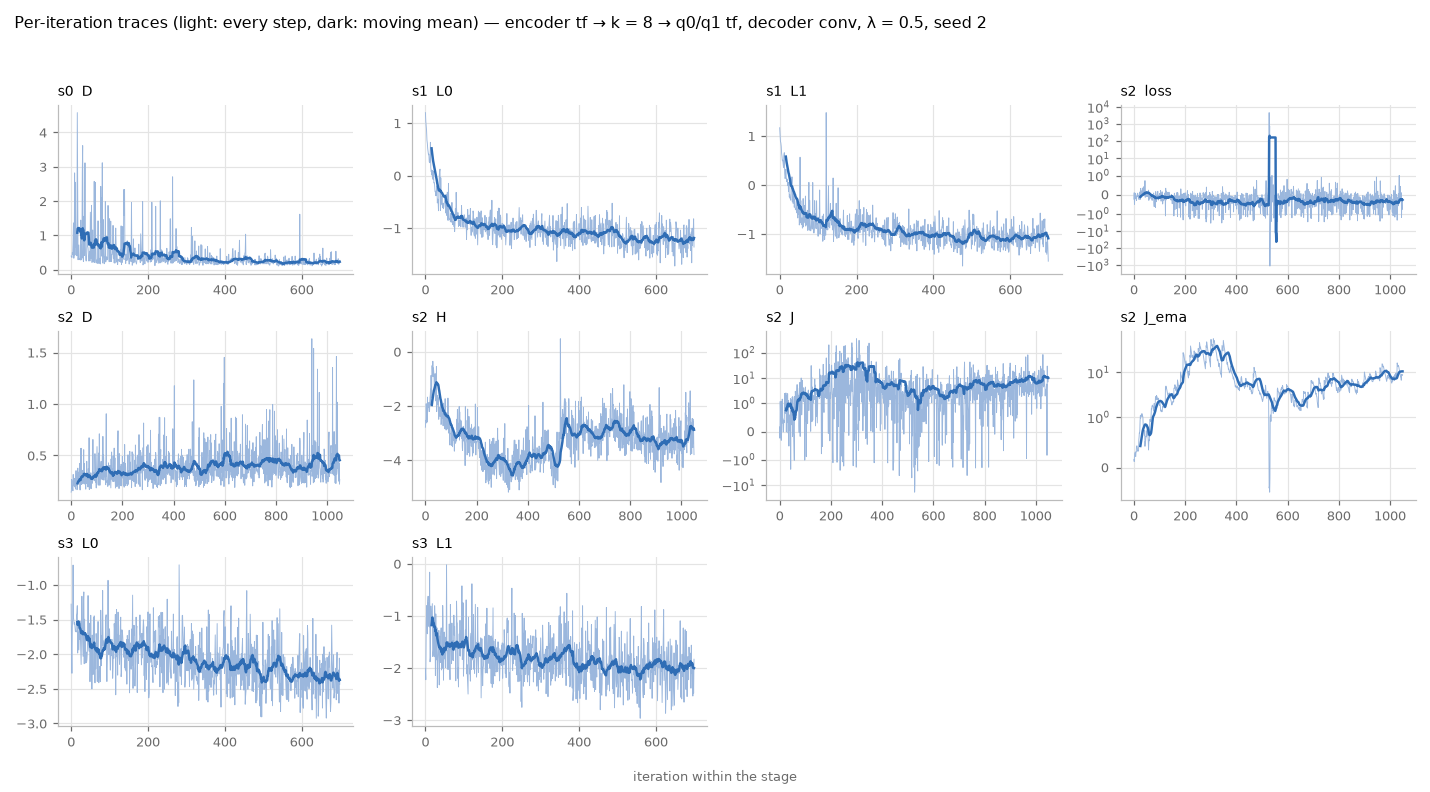 Per-iteration traces (light: every step, dark: moving mean) — encoder tf → k = 8 → q0/q1 tf, decoder conv, λ = 0.5, seed 2
s0 D
4
3
2
1
0
0 200 400 600
s1 L0
1
0
−1
0 200 400 600
s1 L1
1
0
−1
0 200 400 600
s2 loss
10⁴
10³
10²
10¹
10⁰
0
−10⁰
−10¹
−10²
−10³
0 200 400 600 800 1000
s2 D
1.5
1.0
0.5
0 200 400 600 800 1000
s2 H
0
−2
−4
0 200 400 600 800 1000
s2 J
10²
10¹
10⁰
0
−10⁰
−10¹
0 200 400 600 800 1000
s2 J_ema
10¹
10⁰
0
0 200 400 600 800 1000
s3 L0
−1.0
−1.5
−2.0
−2.5
−3.0
0 200 400 600
s3 L1
0
−1
−2
−3
0 200 400 600
iteration within the stage